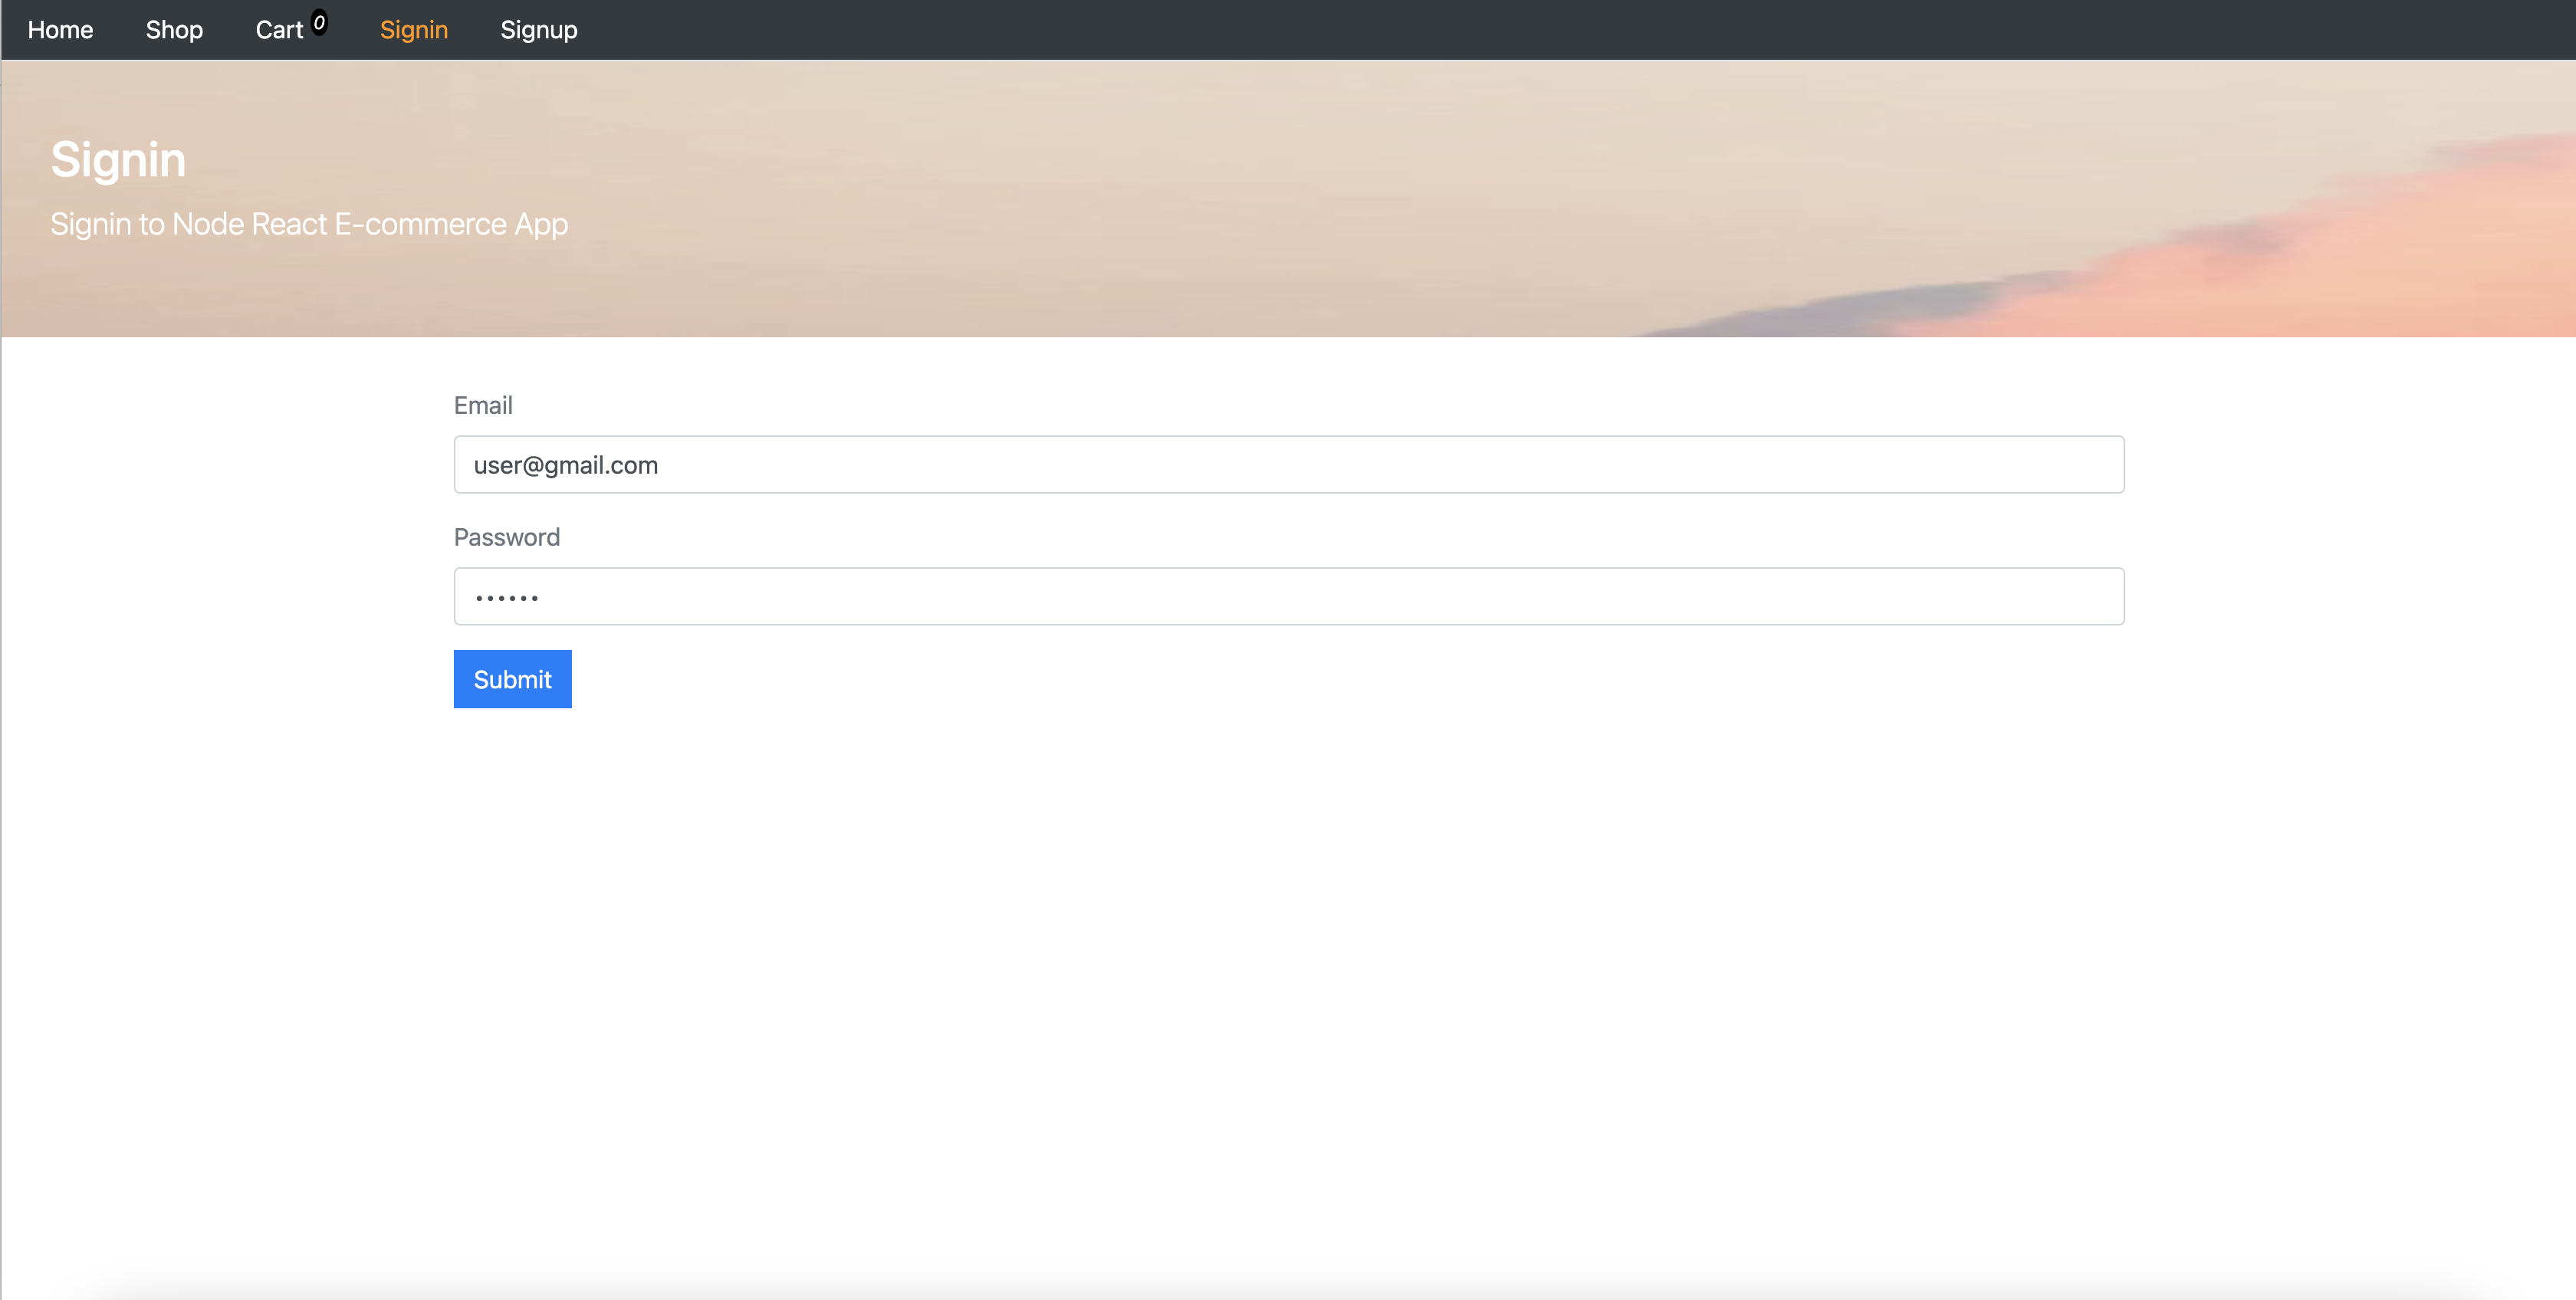 Home Shop Cart 0 Signin Signup
Signin
Signin to Node React E-commerce App
Email
user@gmail.com
Password
••••••
Submit